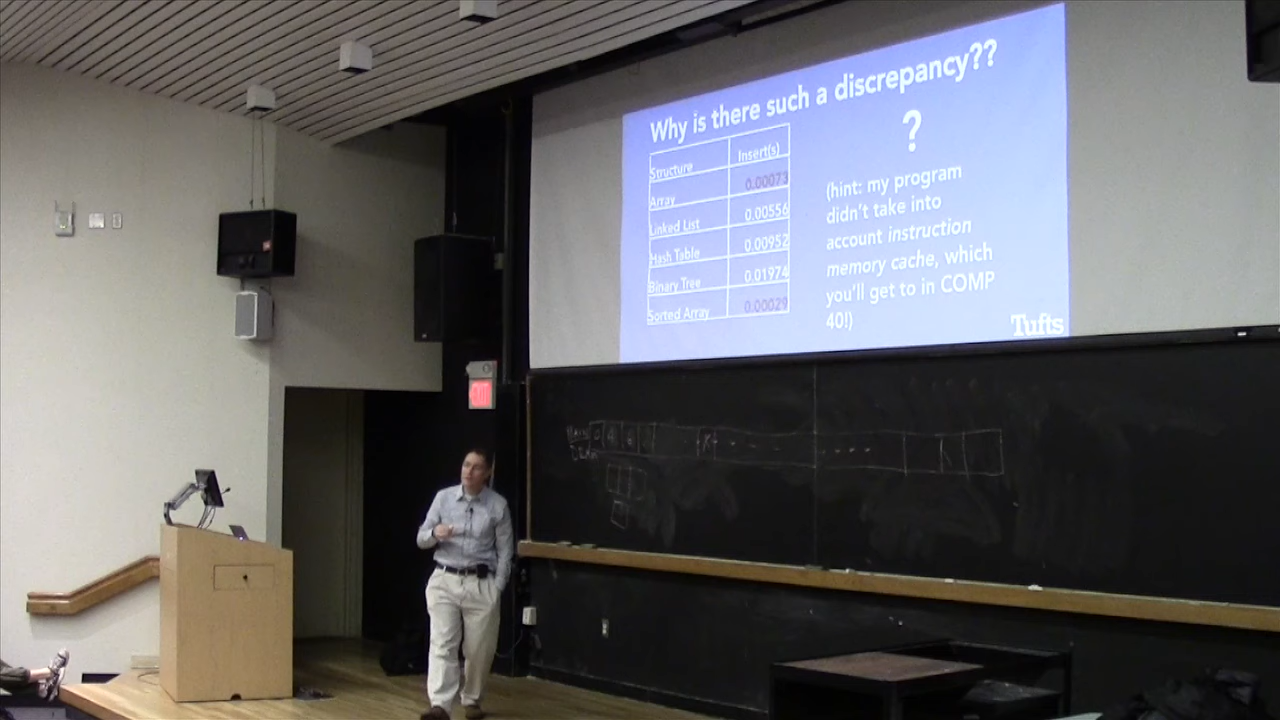 Why is there such a discrepancy??
Structure Insert(s)
Array 0.00073
Linked List 0.00556
Hash Table 0.00952
Binary Tree 0.01974
Sorted Array 0.00029
?
(hint: my program
didn't take into
account instruction
memory cache, which
you'll get to in COMP
40!)
Tufts
EXIT